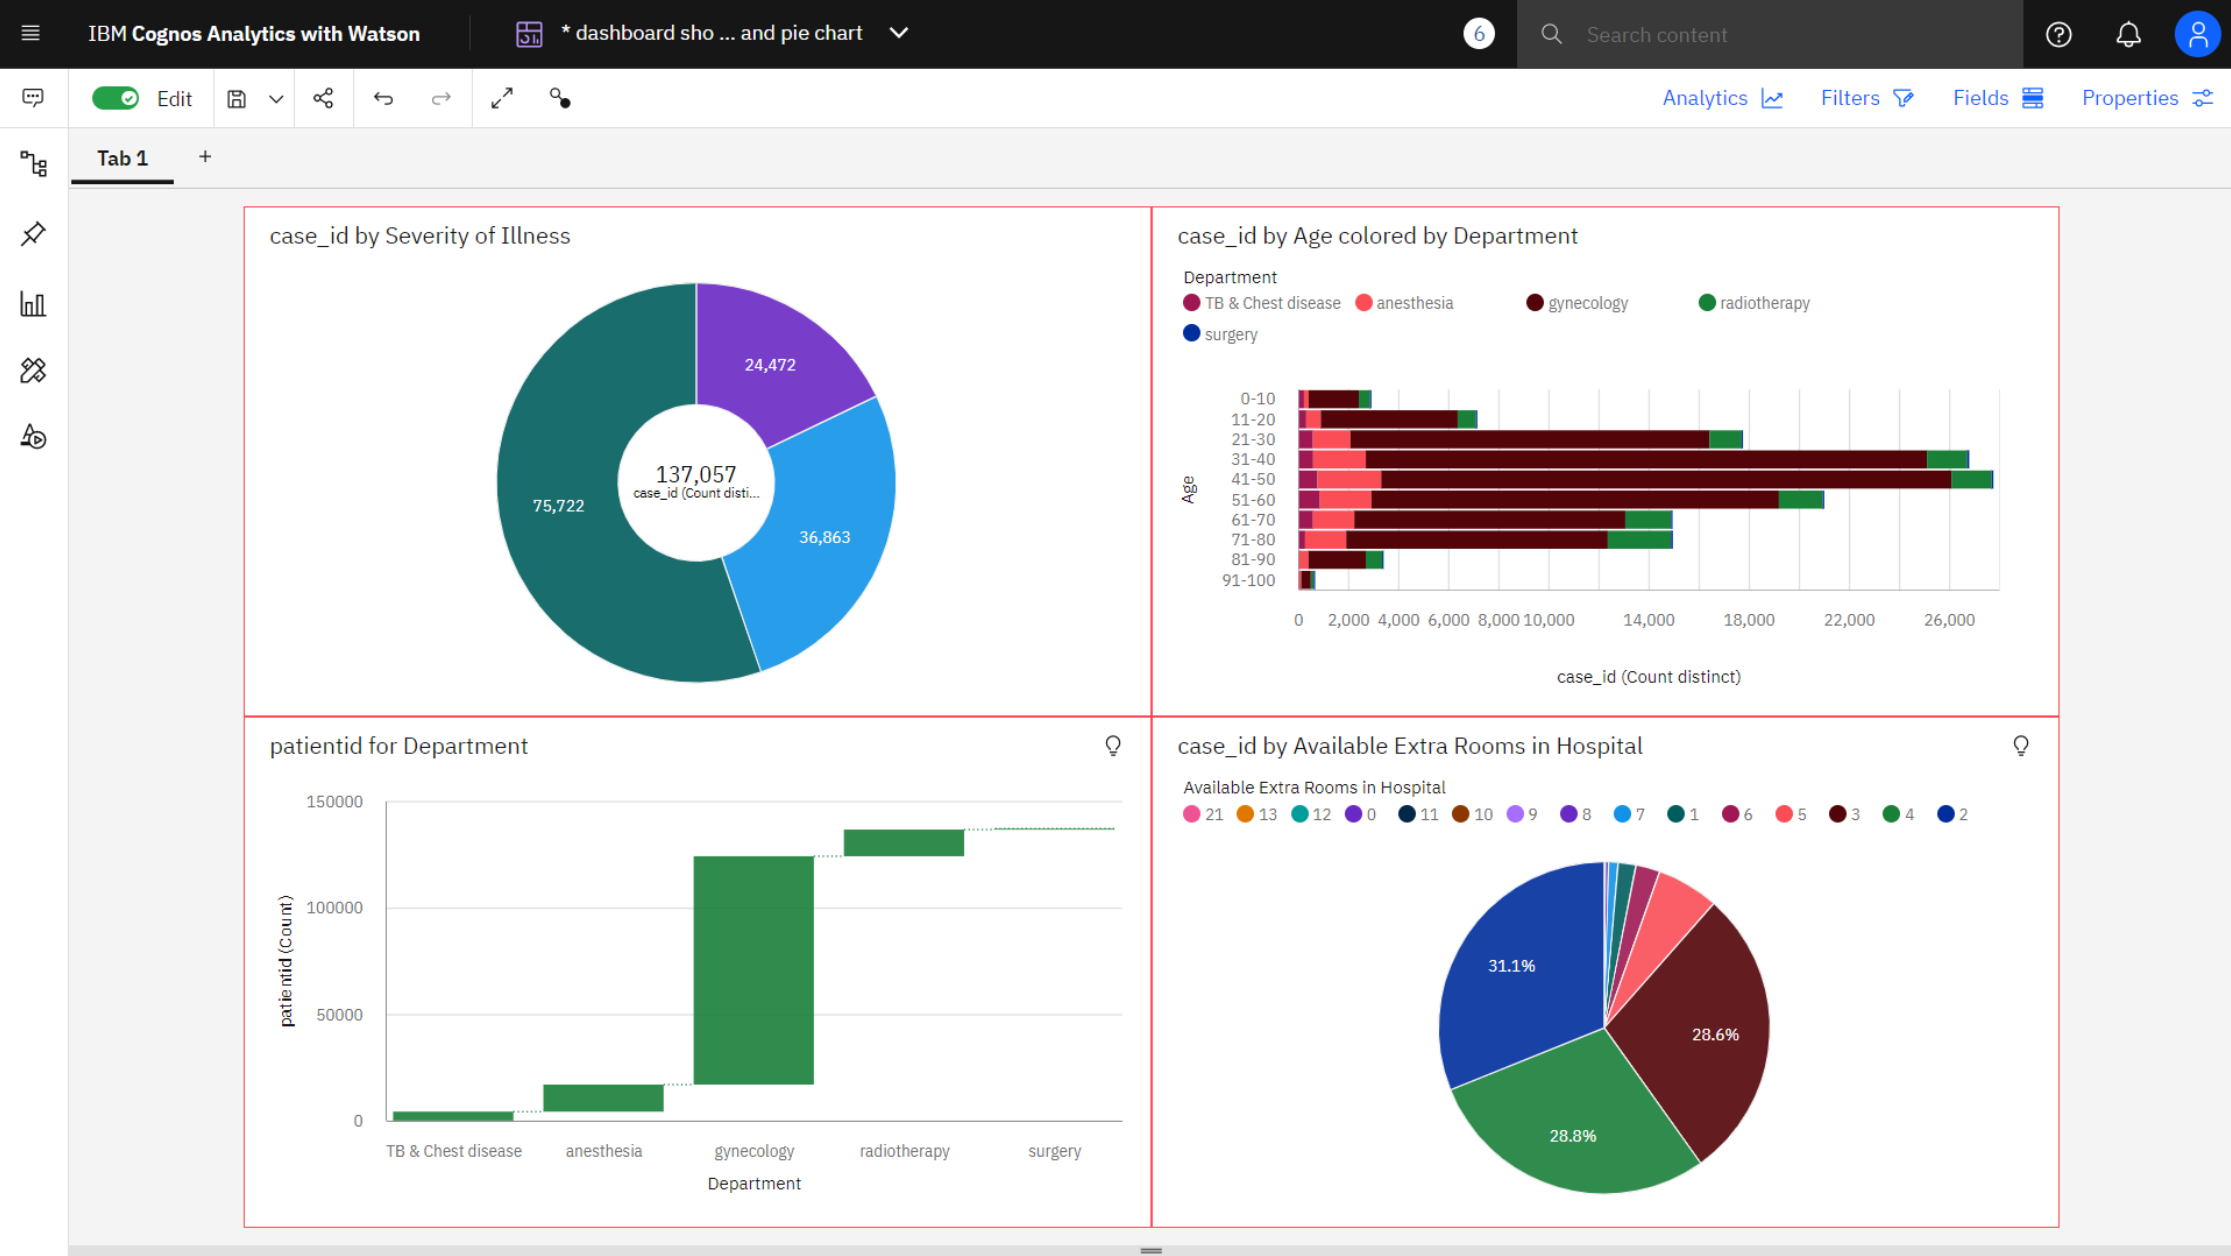 IBM Cognos Analytics with Watson
* dashboard sho ... and pie chart
6
Search content
Edit
Analytics
Filters
Fields
Properties
Tab 1
+
case_id by Severity of Illness
24,472
137,057
case_id (Count disti...
75,722
36,863
case_id by Age colored by Department
Department
TB & Chest disease anesthesia gynecology radiotherapy
surgery
Age
0-10
11-20
21-30
31-40
41-50
51-60
61-70
71-80
81-90
91-100
0 2,000 4,000 6,000 8,000 10,000 14,000 18,000 22,000 26,000
case_id (Count distinct)
patientid for Department
patientid (Count)
150000
100000
50000
0
TB & Chest disease anesthesia gynecology radiotherapy surgery
Department
case_id by Available Extra Rooms in Hospital
Available Extra Rooms in Hospital
21 13 12 0 11 10 9 8 7 1 6 5 3 4 2
31.1%
28.6%
28.8%